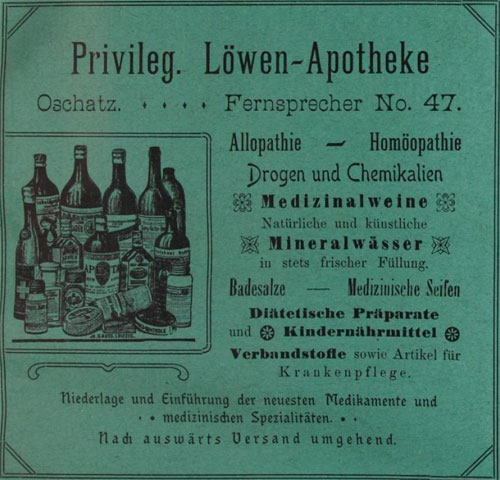 Privileg. Löwen-Apotheke
Oschatz. Fernsprecher No. 47.
Allopathie — Homöopathie
Drogen und Chemikalien
Medizinalweine
Natürliche und künstliche
Mineralwässer
in stets frischer Füllung.
Badesalze — Medizinische Seifen
Diätetische Präparate
und Kindernährmittel
Verbandstoffe sowie Artikel für
Krankenpflege.
Niederlage und Einführung der neuesten Medikamente und
medizinischen Spezialitäten.
Nach auswärts Versand umgehend.